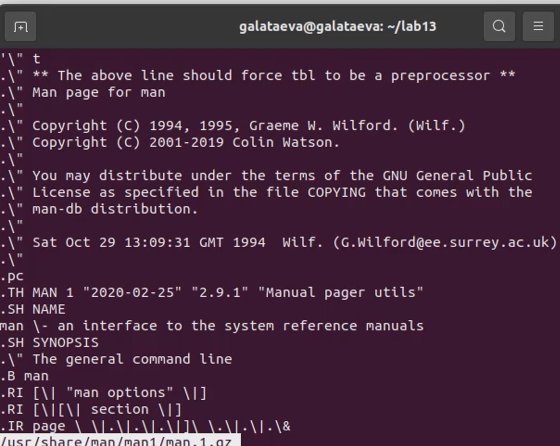 galataeva@galataeva: ~/lab13
'\" t
.\" ** The above line should force tbl to be a preprocessor **
.\" Man page for man
.\"
.\" Copyright (C) 1994, 1995, Graeme W. Wilford. (Wilf.)
.\" Copyright (C) 2001-2019 Colin Watson.
.\"
.\" You may distribute under the terms of the GNU General Public
.\" License as specified in the file COPYING that comes with the
.\" man-db distribution.
.\"
.\" Sat Oct 29 13:09:31 GMT 1994  Wilf. (G.Wilford@ee.surrey.ac.uk)
.\"
.pc
.TH MAN 1 "2020-02-25" "2.9.1" "Manual pager utils"
.SH NAME
man \- an interface to the system reference manuals
.SH SYNOPSIS
.\" The general command line
.B man
.RI [\| "man options" \|]
.RI [\|[\| section \|]
.IR page \ \|.\|.\|.\|]\ \.\|.\|.\&
/usr/share/man/man1/man.1.gz